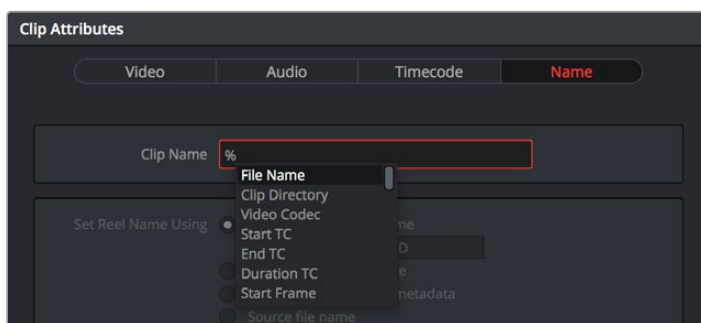 Clip Attributes
Video Audio Timecode Name
Clip Name %
File Name
Clip Directory
Video Codec
Set Reel Name Using
Start TC
End TC
Duration TC
Start Frame metadata
Source file name